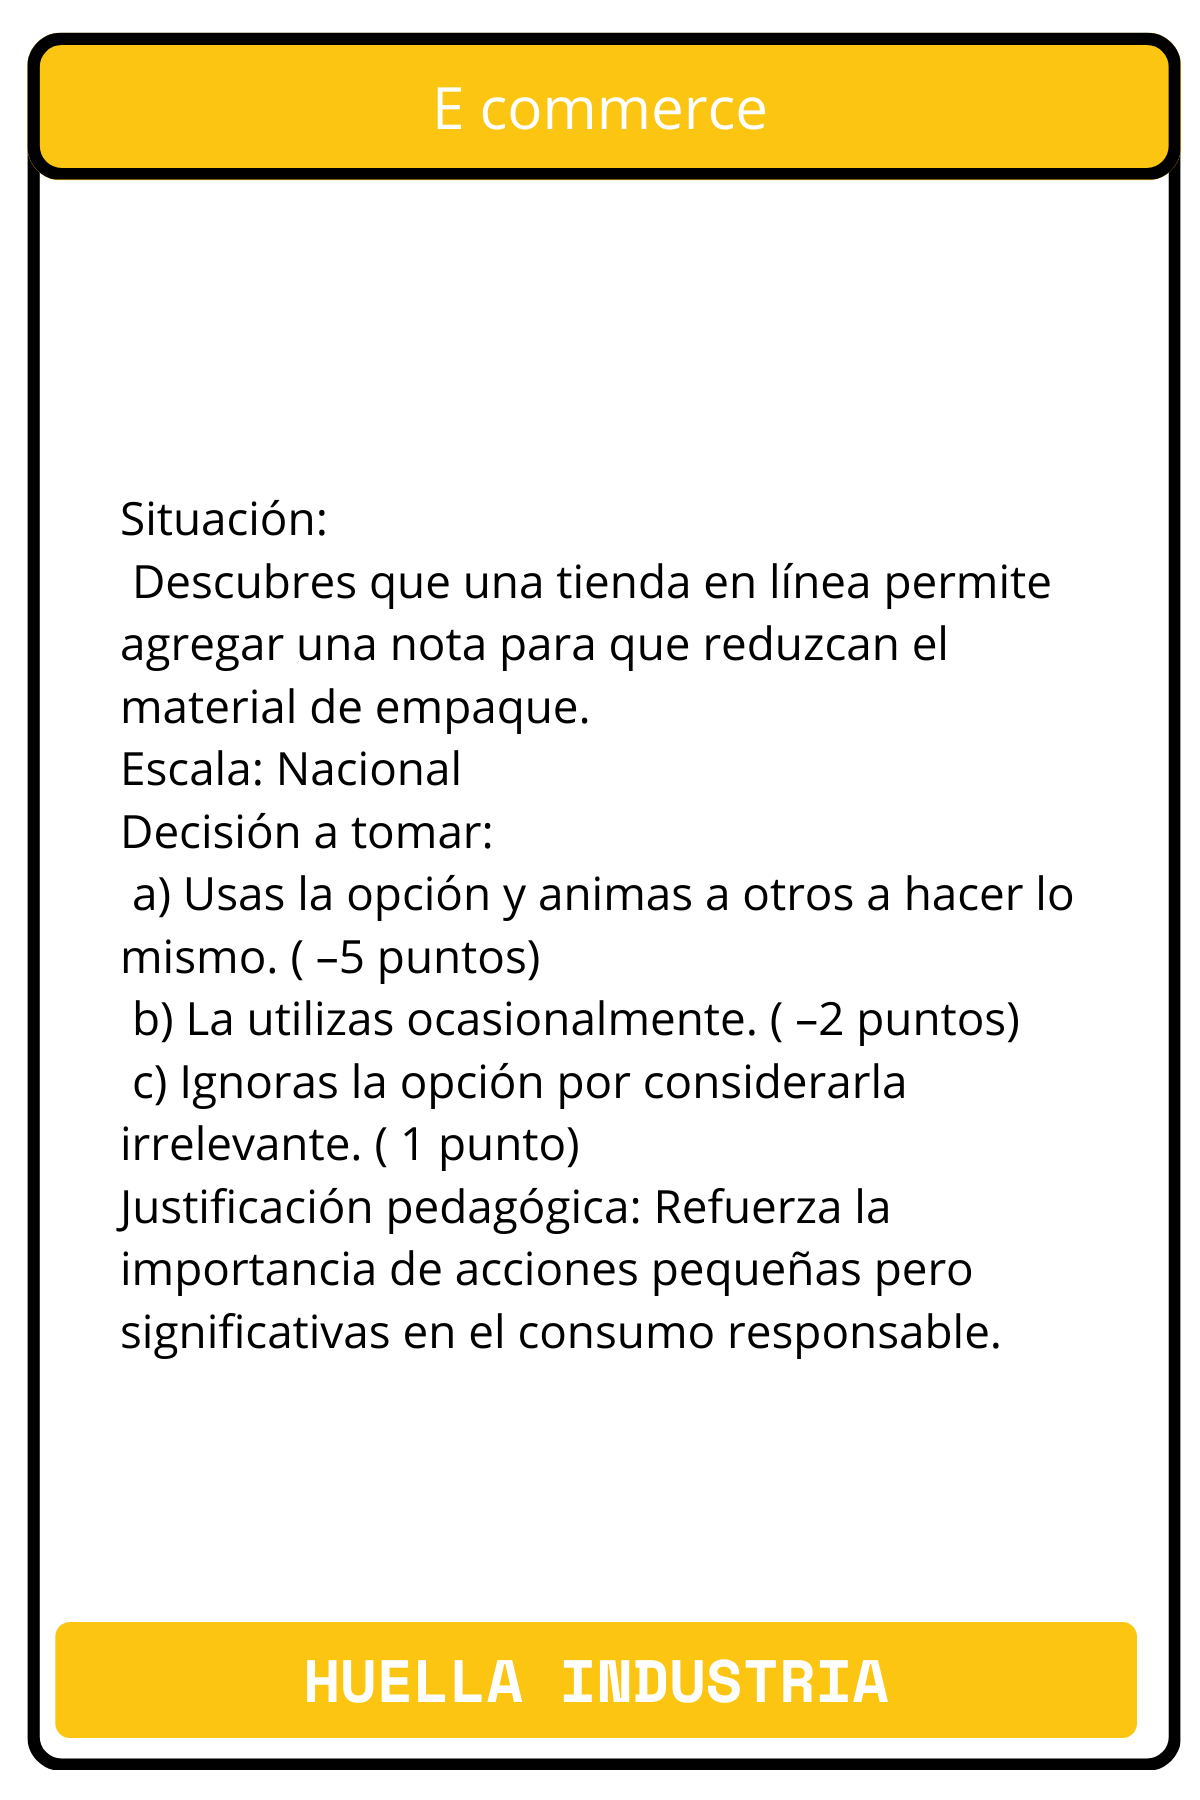 E commerce
Situación:
Descubres que una tienda en línea permite
agregar una nota para que reduzcan el
material de empaque.
Escala: Nacional
Decisión a tomar:
a) Usas la opción y animas a otros a hacer lo
mismo. ( –5 puntos)
b) La utilizas ocasionalmente. ( –2 puntos)
c) Ignoras la opción por considerarla
irrelevante. ( 1 punto)
Justificación pedagógica: Refuerza la
importancia de acciones pequeñas pero
significativas en el consumo responsable.
HUELLA INDUSTRIA